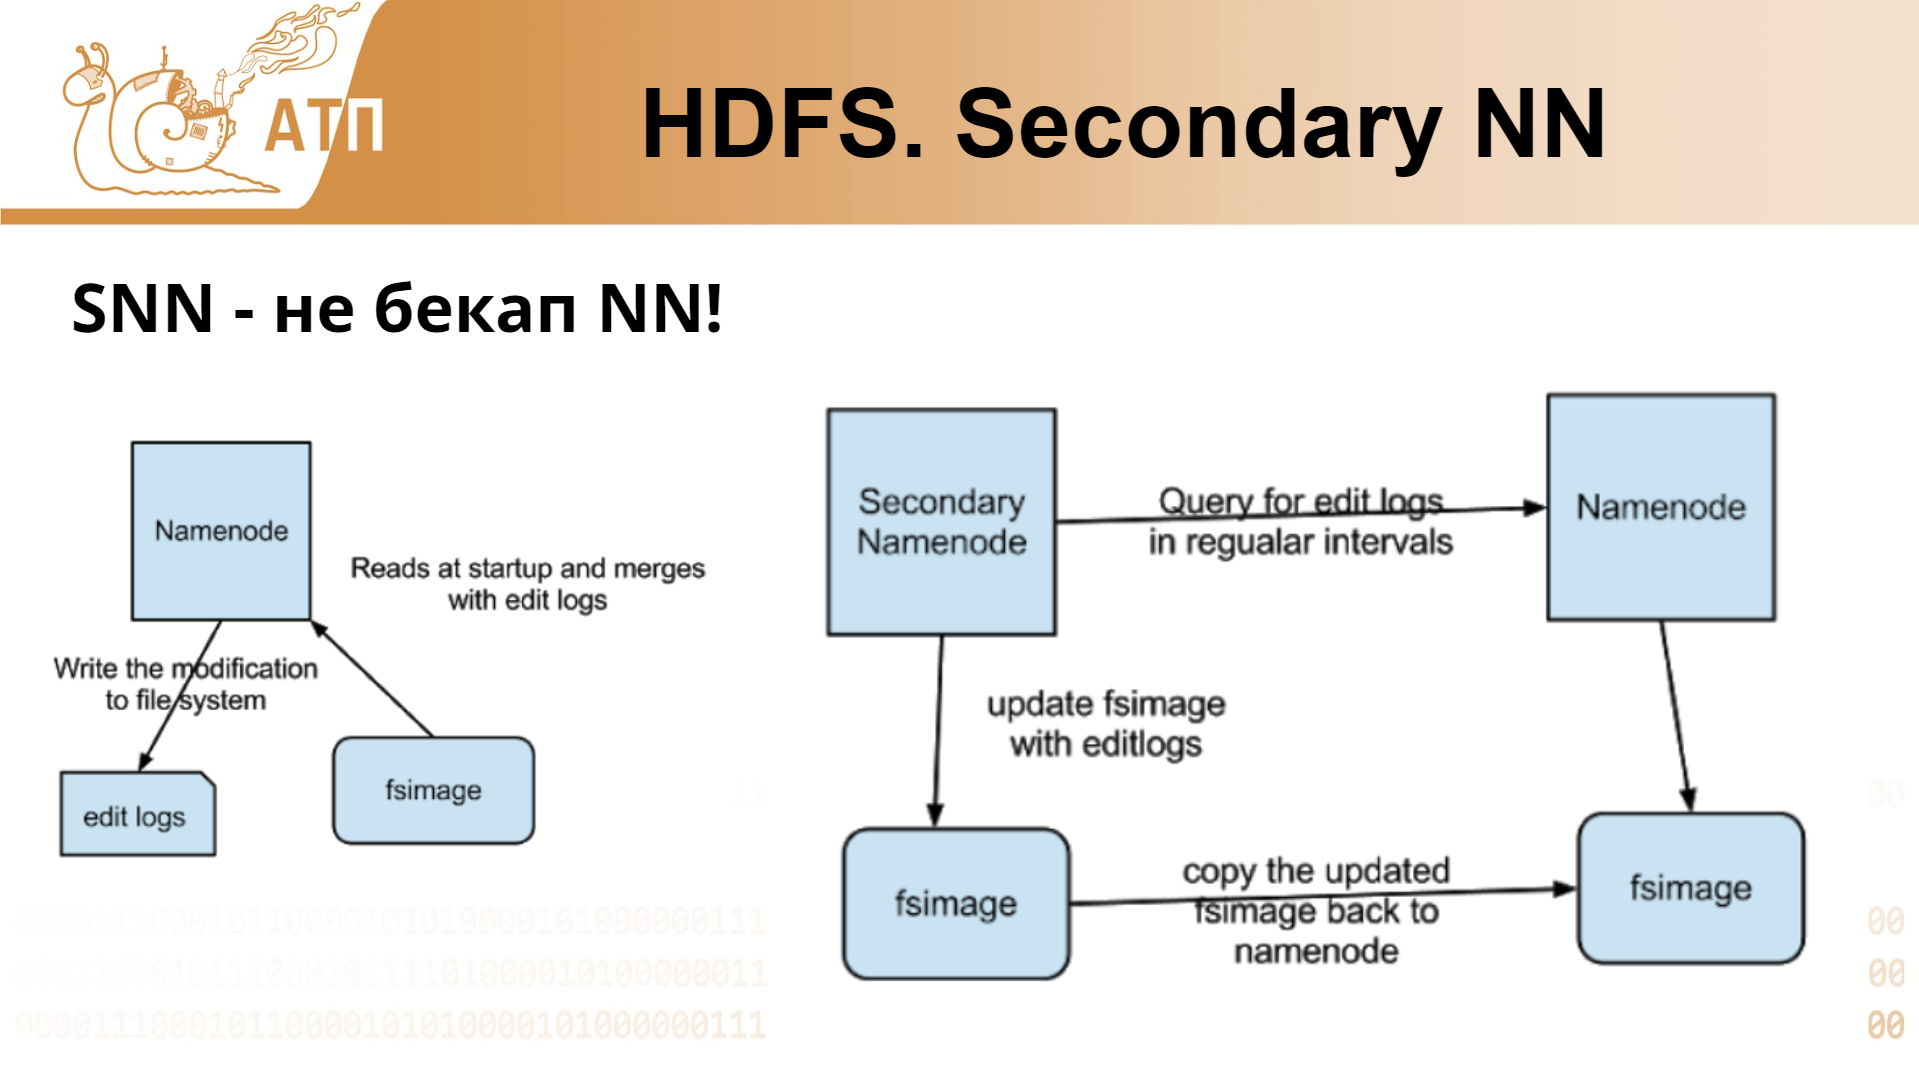 АТП
HDFS. Secondary NN
SNN - не бекап NN!
Namenode
Reads at startup and merges
with edit logs
Write the modification
to file system
edit logs
fsimage
Secondary
Namenode
Query for edit logs
in regualar intervals
Namenode
update fsimage
with editlogs
fsimage
copy the updated
fsimage back to
namenode
fsimage